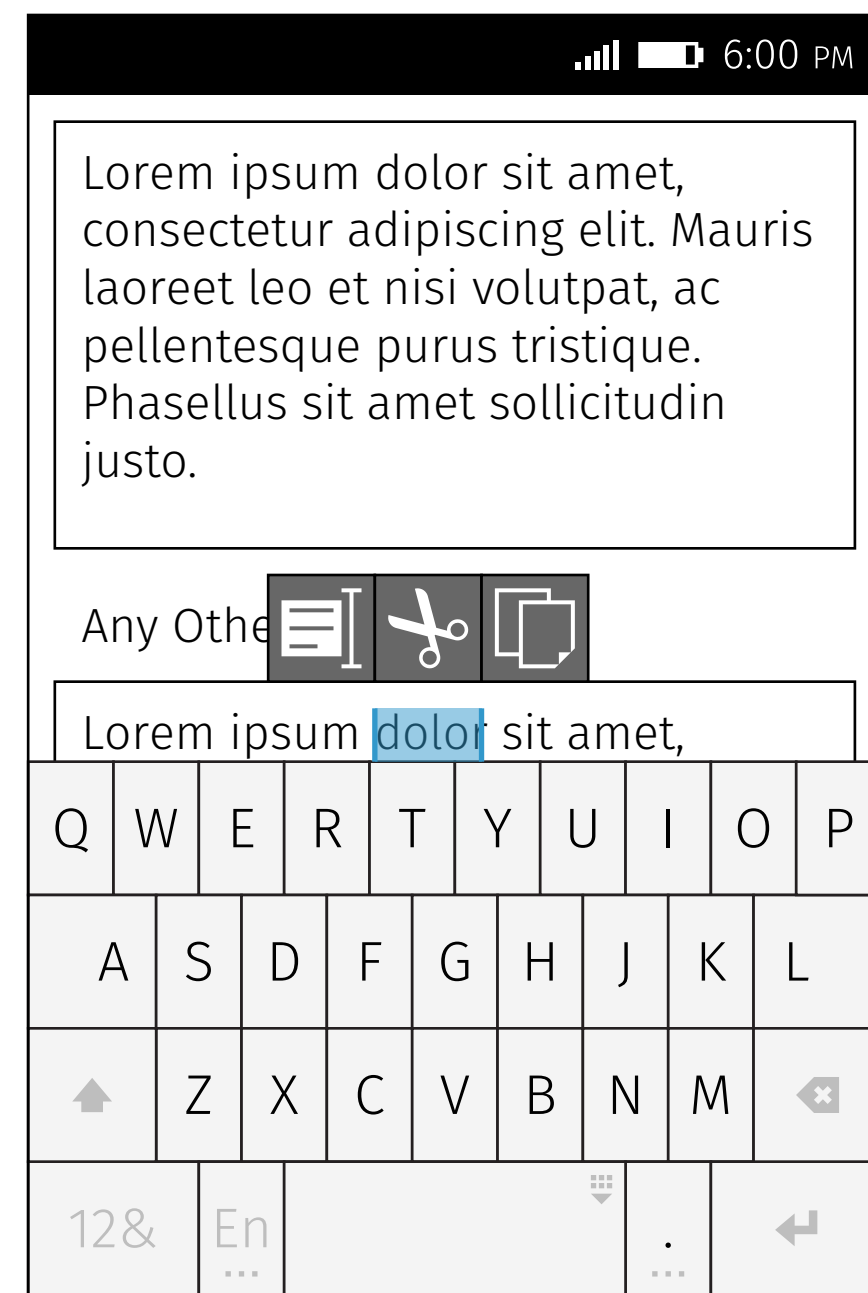 6:00 PM
Lorem ipsum dolor sit amet,
consectetur adipiscing elit. Mauris
laoreet leo et nisi volutpat, ac
pellentesque purus tristique.
Phasellus sit amet sollicitudin
justo.
Any Othe
Lorem ipsum dolor sit amet,
Q W E R T Y U I O P
A S D F G H J K L
Z X C V B N M
12& En .
... ...